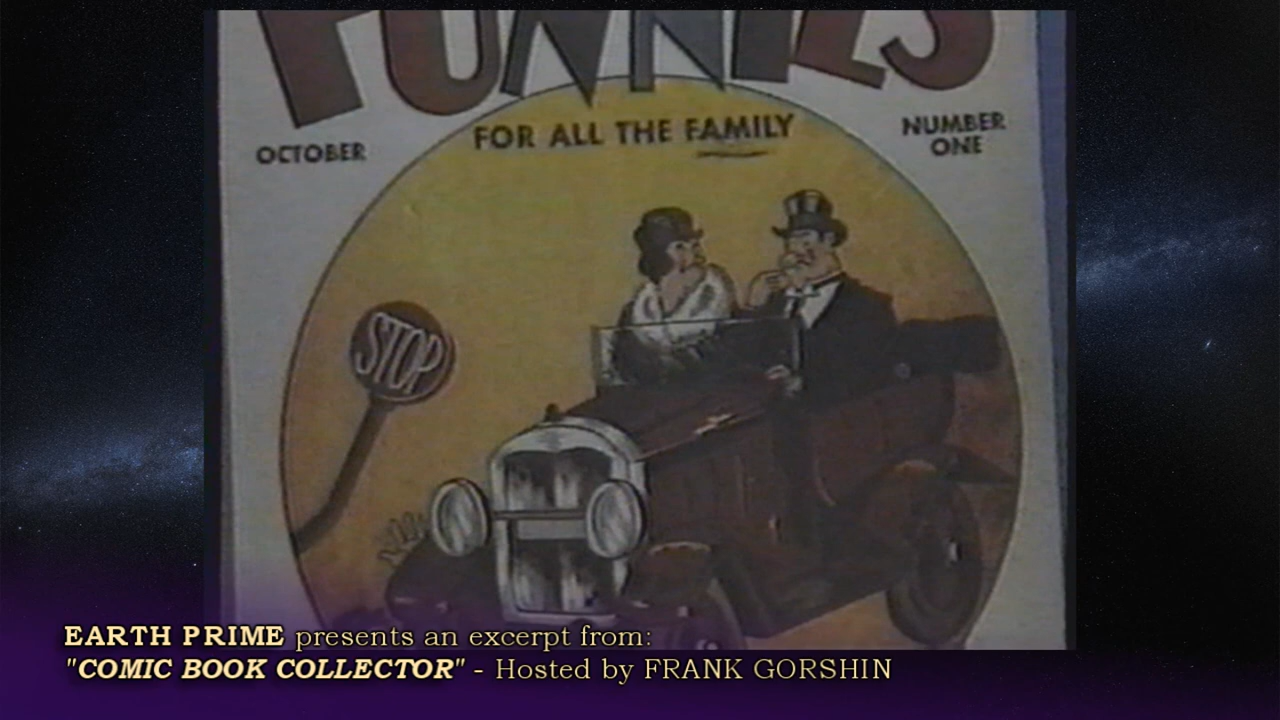 FUNNIES
FOR ALL THE FAMILY
OCTOBER
NUMBER
ONE
STOP
EARTH PRIME presents an excerpt from:
"COMIC BOOK COLLECTOR" - Hosted by FRANK GORSHIN